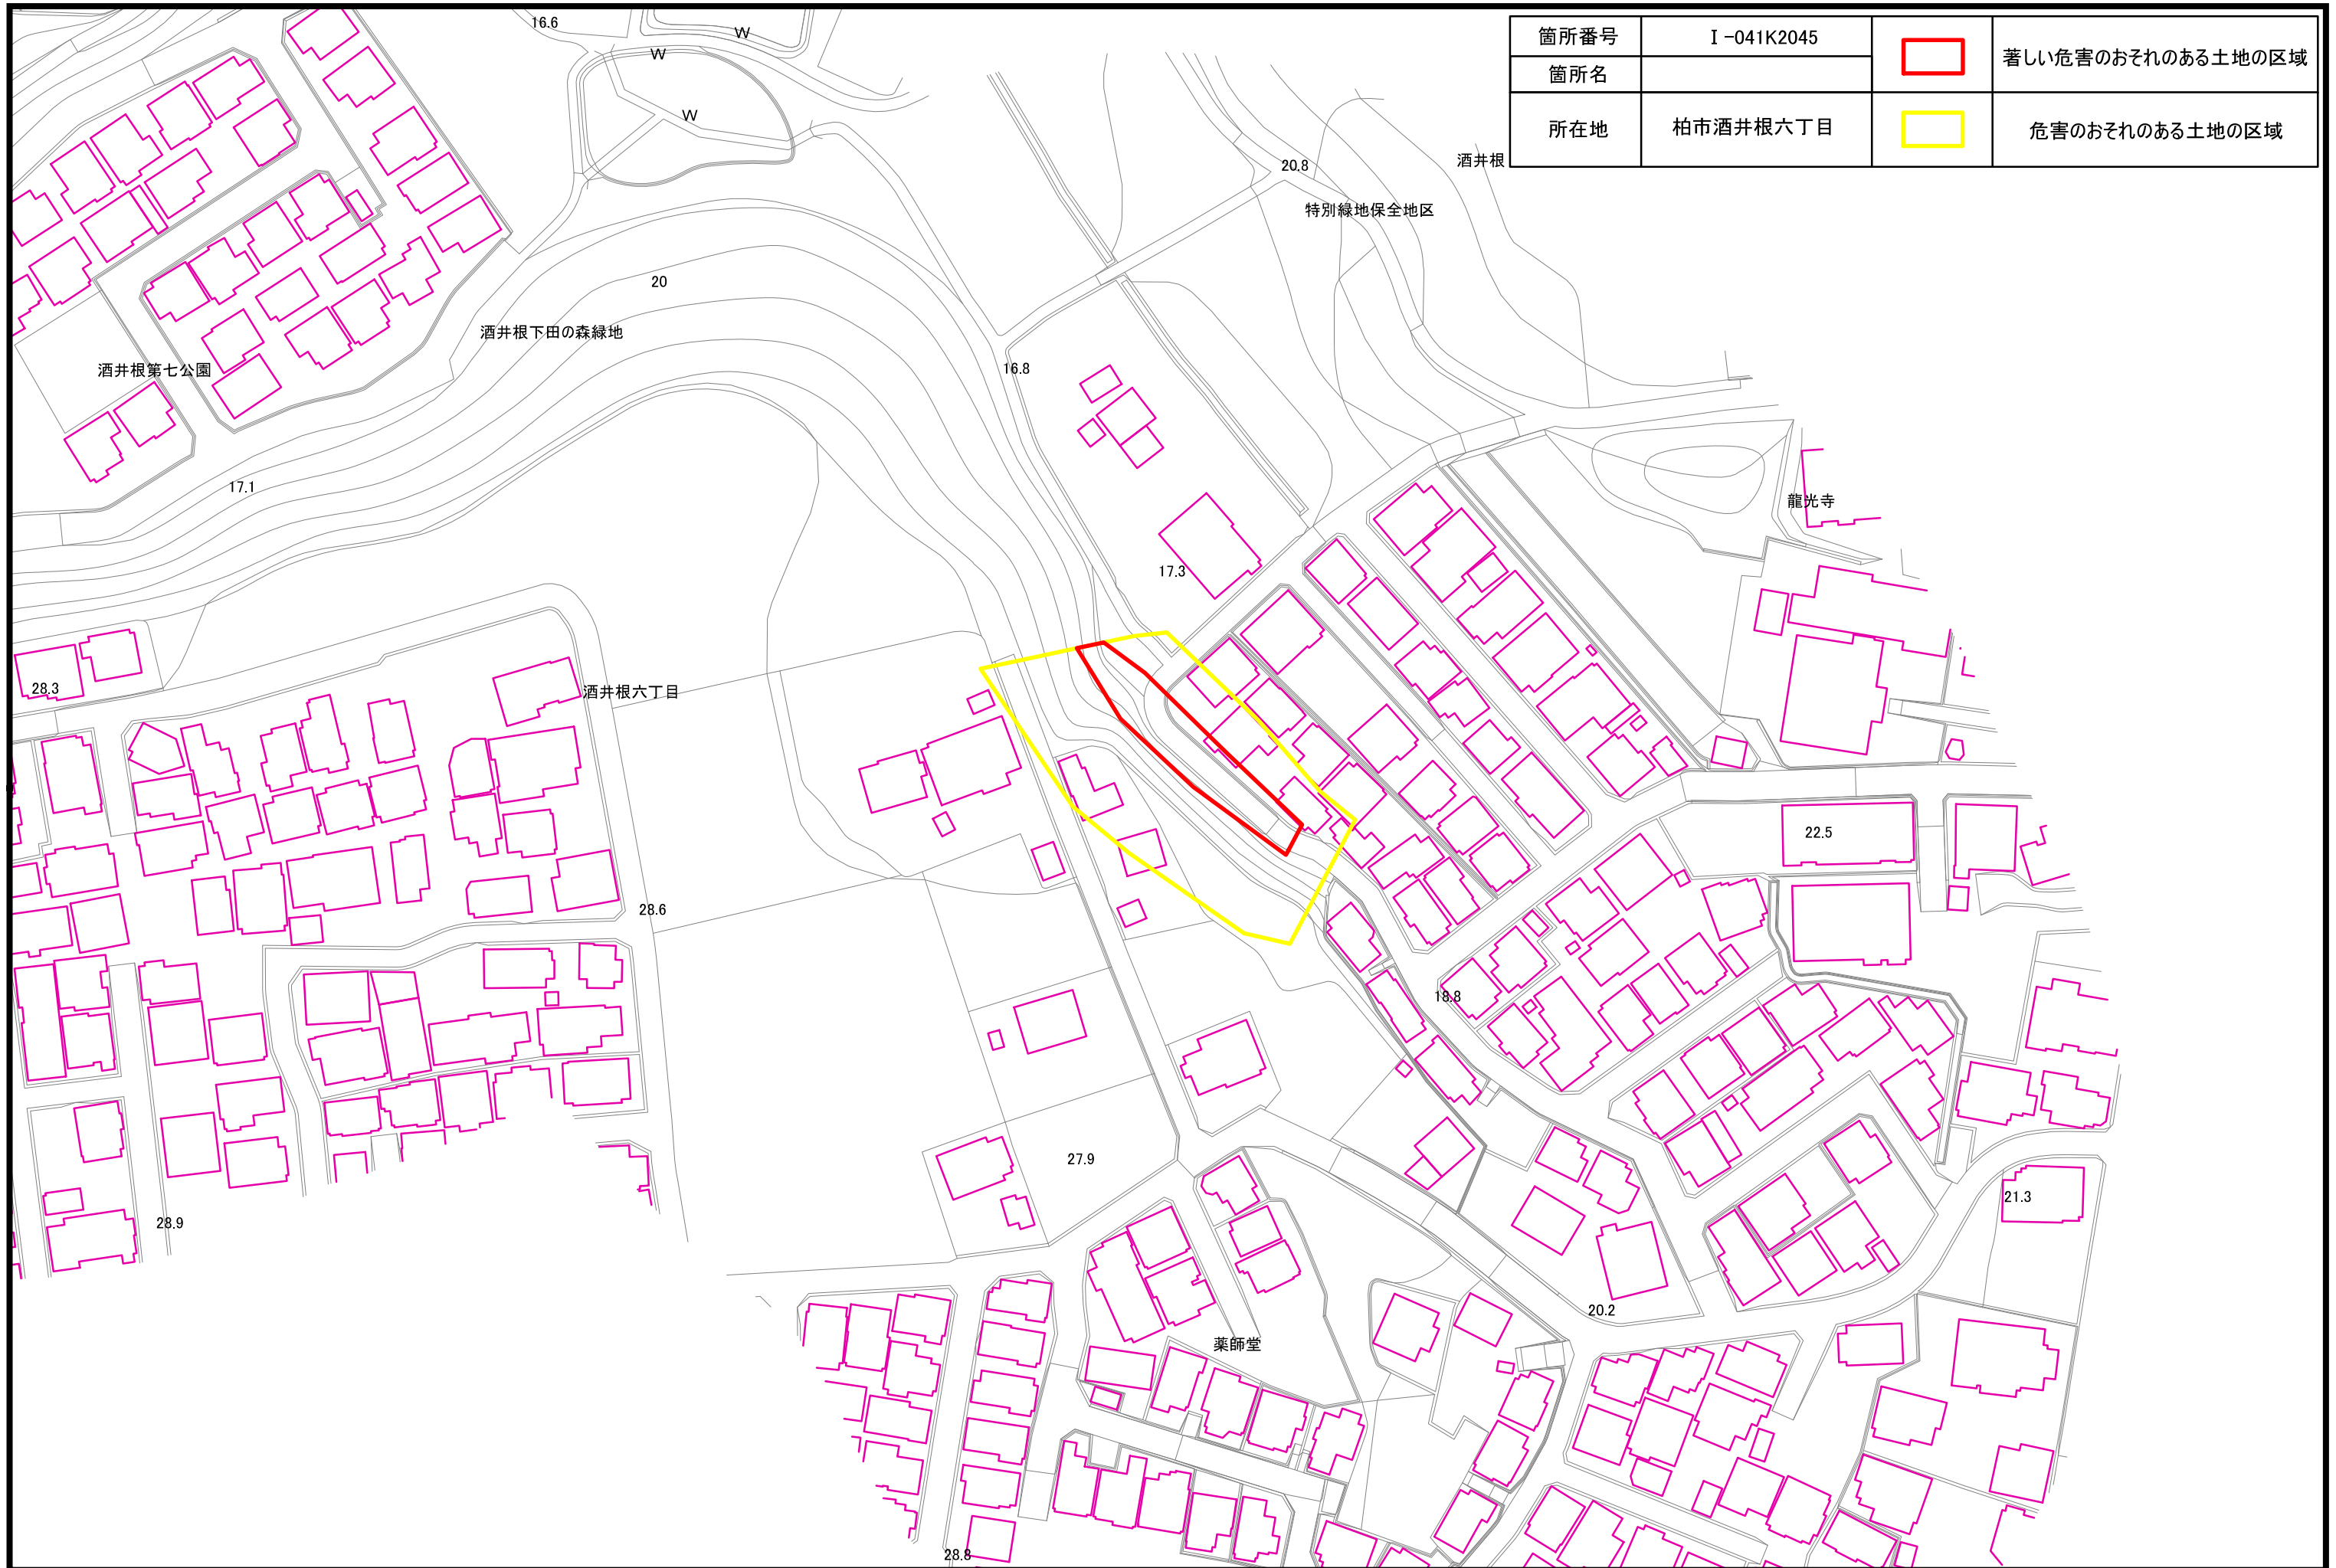 箇所番号
Ⅰ-041K2045
著しい危害のおそれのある土地の区域
箇所名
所在地
柏市酒井根六丁目
危害のおそれのある土地の区域
16.6
W
W
W
酒井根
20.8
特別緑地保全地区
20
酒井根下田の森緑地
酒井根第七公園
16.8
17.1
龍光寺
17.3
28.3
酒井根六丁目
22.5
28.6
18.8
27.9
21.3
28.9
20.2
薬師堂
28.8